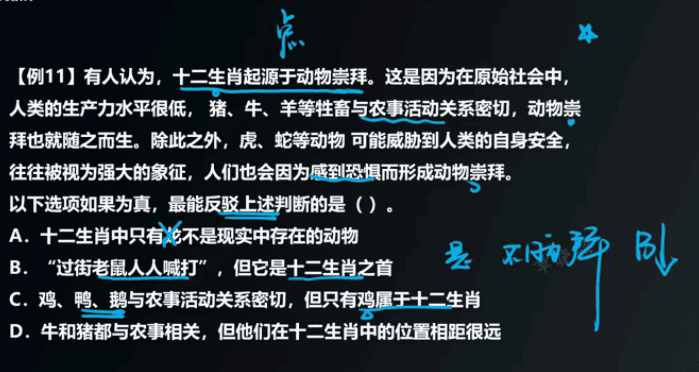 点
【例11】有人认为，十二生肖起源于动物崇拜。这是因为在原始社会中，
人类的生产力水平很低， 猪、牛、羊等牲畜与农事活动关系密切，动物崇
拜也就随之而生。除此之外，虎、蛇等动物 可能威胁到人类的自身安全，
往往被视为强大的象征，人们也会因为感到恐惧而形成动物崇拜。
以下选项如果为真，最能反驳上述判断的是（ ）。
A．十二生肖中只有龙不是现实中存在的动物
B．“过街老鼠人人喊打”，但它是十二生肖之首
是 不 拜 B↓
C．鸡、鸭、鹅与农事活动关系密切，但只有鸡属于十二生肖
D．牛和猪都与农事相关，但他们在十二生肖中的位置相距很远